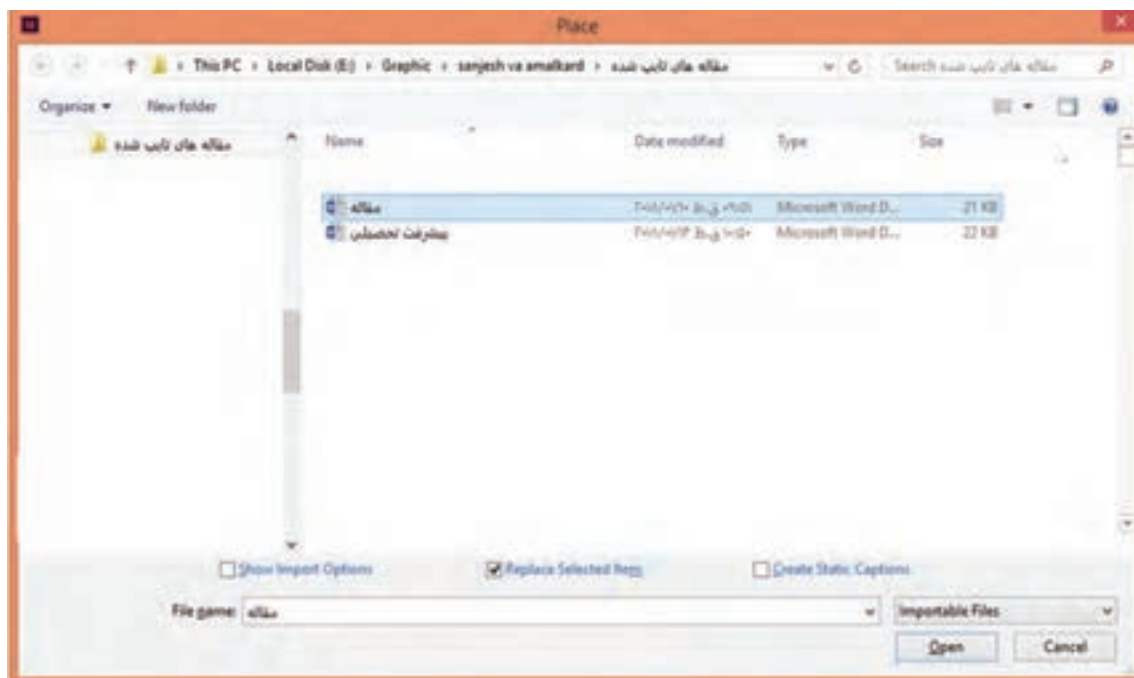 Place
This PC Local Disk (E:) Graphic sanjesh va amalkard مقاله های تایپ شده Search مقاله های تایپ شده
Organize New folder
مقاله های تایپ شده
Name Date modified Type Size
مقاله Microsoft Word D... 21 KB
پیشرفت تحصیلی Microsoft Word D... 22 KB
Show Import Options Replace Selected Item Create Static Captions
File name: مقاله Importable Files
Open Cancel